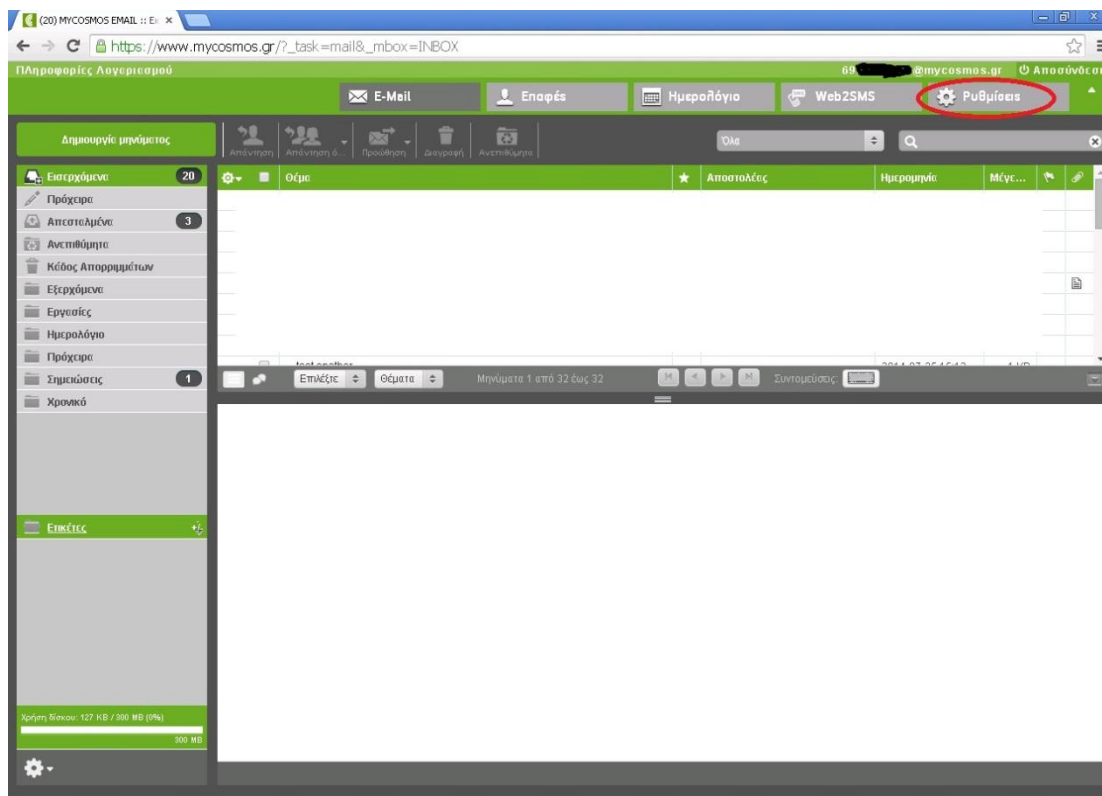 (20) MYCOSMOS EMAIL :: Ει
https://www.mycosmos.gr/?_task=mail&_mbox=INBOX
Πληροφορίες Λογαριασμού
69
@mycosmos.gr
Αποσύνδεση
E-Mail
Επαφές
Ημερολόγιο
Web2SMS
Ρυθμίσεις
Δημιουργία μηνύματος
Απάντηση
Απάντηση ό...
Προώθηση
Διαγραφή
Ανεπιθύμητα
Όλα
Εισερχόμενα 20
Θέμα
Αποστολέας
Ημερομηνία
Μέγε...
Πρόχειρα
Απεσταλμένα 3
Ανεπιθύμητα
Κάδος Απορριμμάτων
Εξερχόμενα
Εργασίες
Ημερολόγιο
Πρόχειρα
Σημειώσεις 1
Χρονικό
Επιλέξτε
Θέματα
Μηνύματα 1 από 32 έως 32
Συντομεύσεις:
Ετικέτες
Χρήση δίσκου: 127 KB / 300 MB (0%)
300 MB